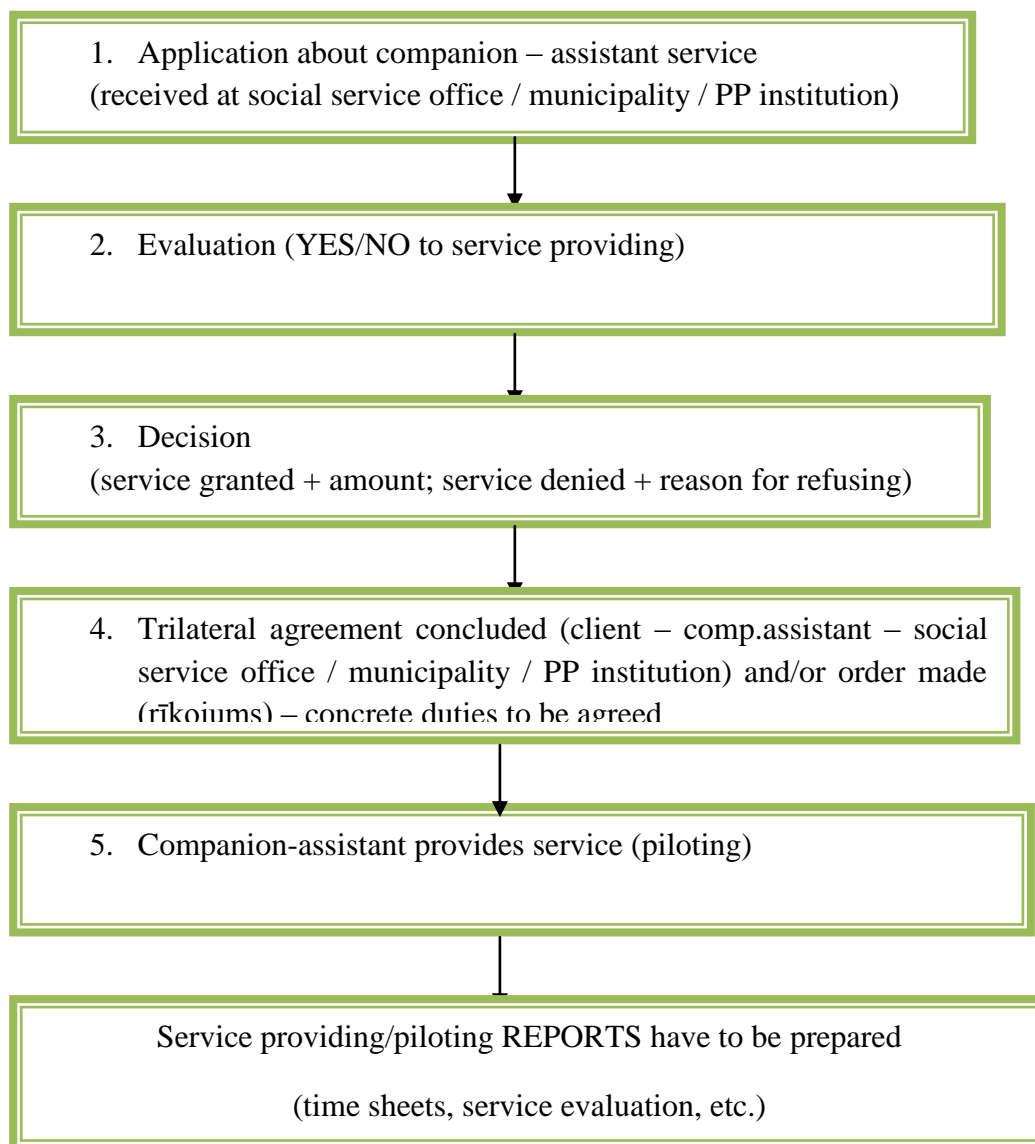 1. Application about companion – assistant service
(received at social service office / municipality / PP institution)
2. Evaluation (YES/NO to service providing)
3. Decision
(service granted + amount; service denied + reason for refusing)
4. Trilateral agreement concluded (client – comp.assistant – social
service office / municipality / PP institution) and/or order made
(rīkojums) – concrete duties to be agreed
5. Companion-assistant provides service (piloting)
Service providing/piloting REPORTS have to be prepared
(time sheets, service evaluation, etc.)